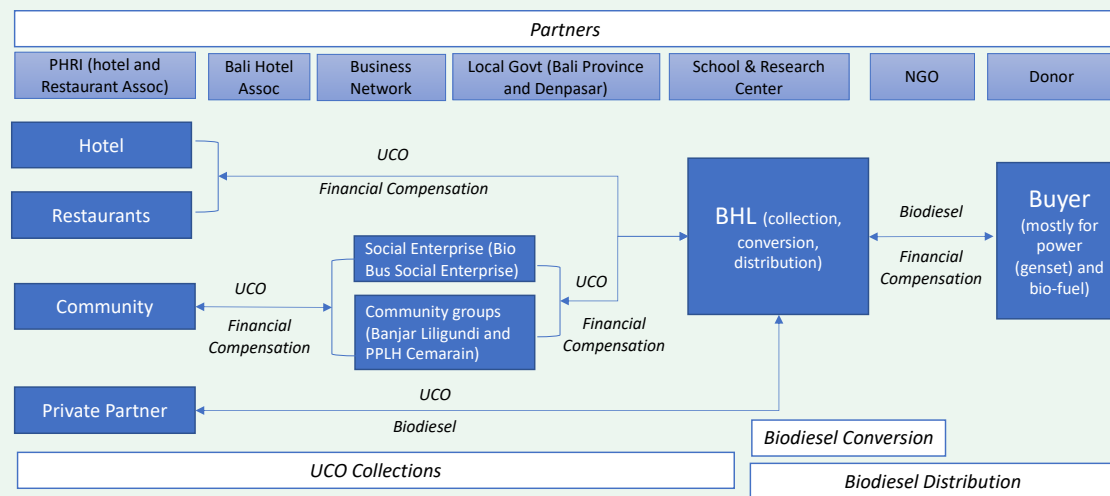 Partners
PHRI (hotel and
Restaurant Assoc)
Bali Hotel
Assoc
Business
Network
Local Govt (Bali Province
and Denpasar)
School & Research
Center
NGO
Donor
Hotel
Restaurants
UCO
Financial Compensation
Community
UCO
Financial
Compensation
Social Enterprise (Bio
Bus Social Enterprise)
Community groups
(Banjar Liligundi and
PPLH Cemarain)
UCO
Financial
Compensation
BHL (collection,
conversion,
distribution)
Biodiesel
Financial
Compensation
Buyer
(mostly for
power
(genset) and
bio-fuel)
Private Partner
UCO
Biodiesel
UCO Collections
Biodiesel Conversion
Biodiesel Distribution